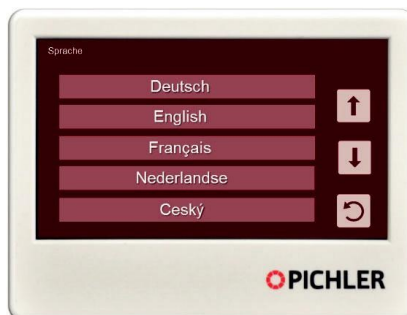 Sprache
Deutsch
English
Français
Nederlandse
Ceský
PICHLER